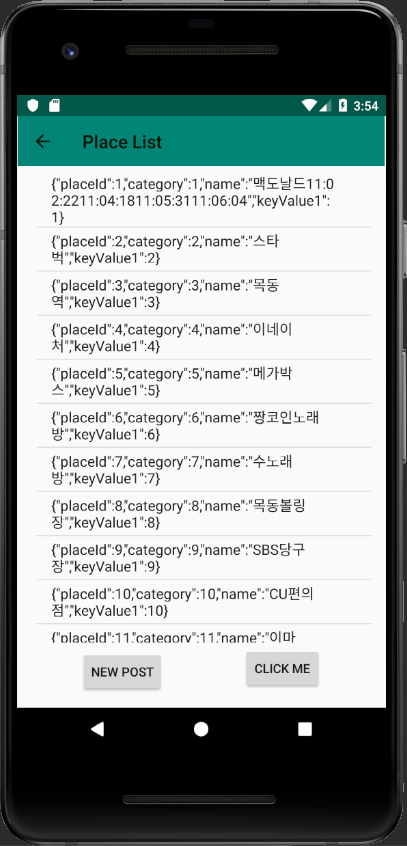 3:54
Place List
{"placeId":1,"category":1,"name":"맥도날드11:0
2:2211:04:1811:05:3111:06:04","keyValue1":
1}
{"placeId":2,"category":2,"name":"스타
벅","keyValue1":2}
{"placeId":3,"category":3,"name":"목동
역","keyValue1":3}
{"placeId":4,"category":4,"name":"이네이
처","keyValue1":4}
{"placeId":5,"category":5,"name":"메가박
스","keyValue1":5}
{"placeId":6,"category":6,"name":"짱코인노래
방","keyValue1":6}
{"placeId":7,"category":7,"name":"수노래
방","keyValue1":7}
{"placeId":8,"category":8,"name":"목동볼링
장","keyValue1":8}
{"placeId":9,"category":9,"name":"SBS당구
장","keyValue1":9}
{"placeId":10,"category":10,"name":"CU편의
점","keyValue1":10}
{"placeId":11,"category":11,"name":"이마
NEW POST
CLICK ME